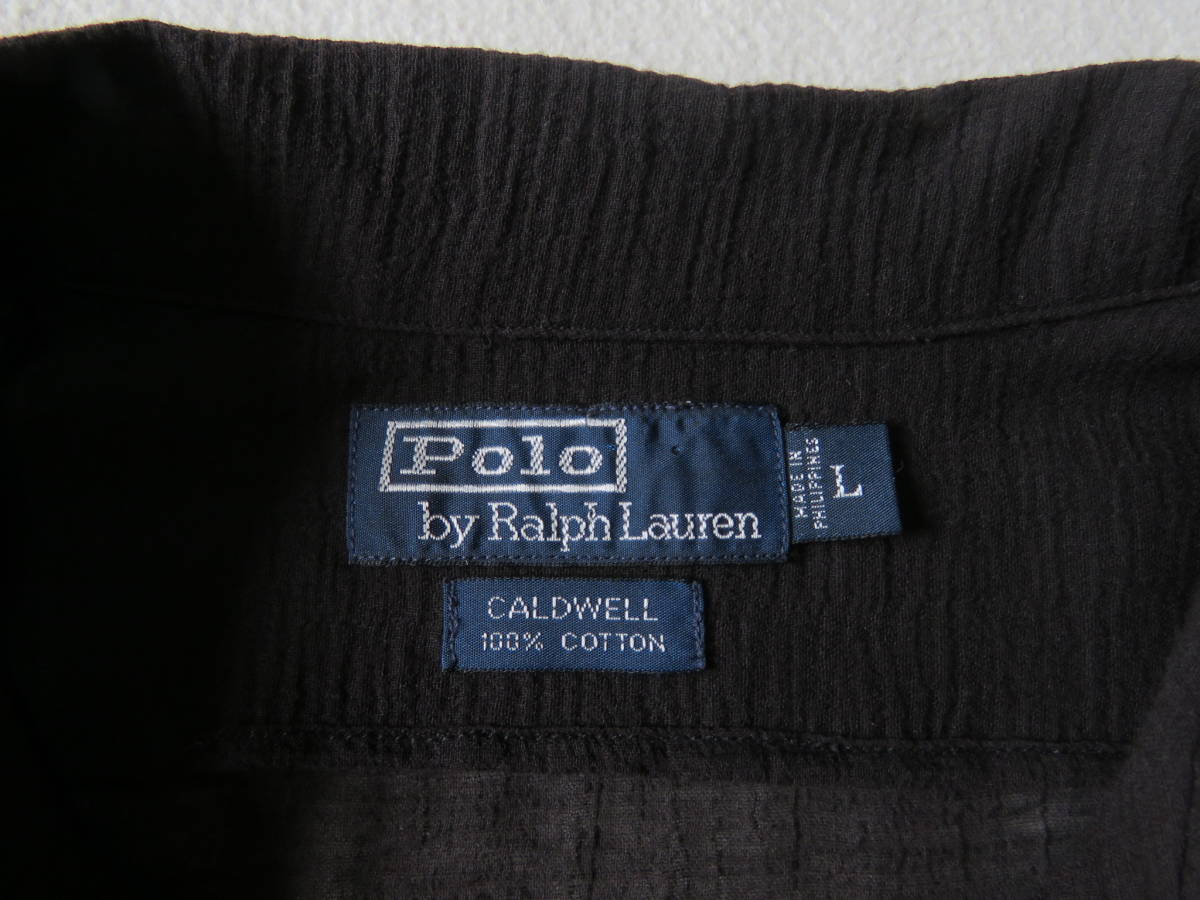 Polo
by Ralph Lauren
MADE IN
PHILIPPINES
L
CALDWELL
100% COTTON